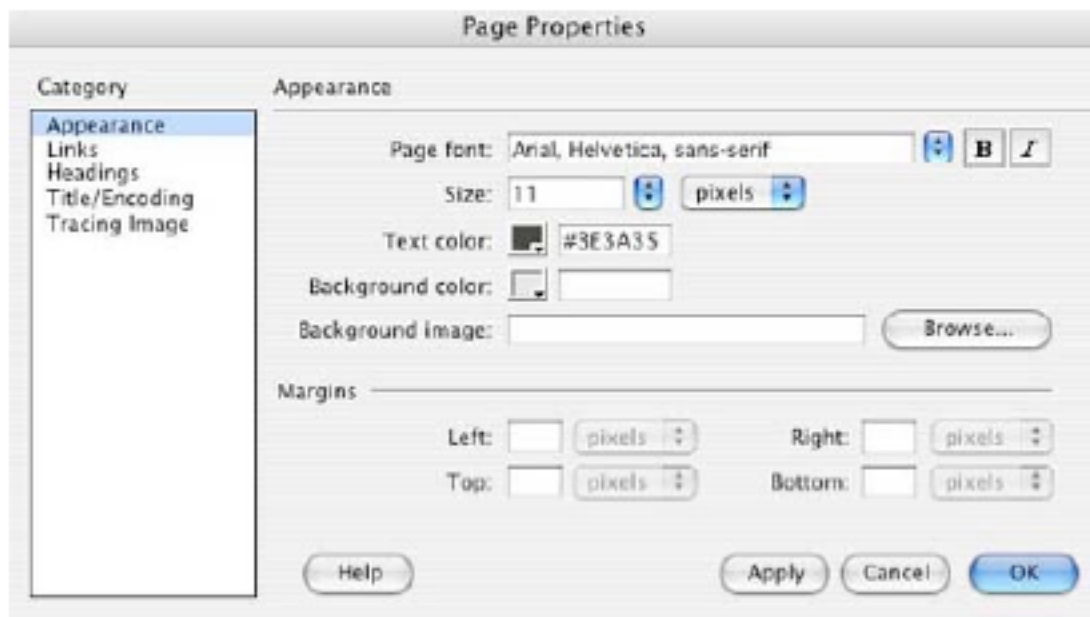 Page Properties
Category
Appearance
Links
Headings
Title/Encoding
Tracing Image
Appearance
Page font: Arial, Helvetica, sans-serif B I
Size: 11 pixels
Text color: #3E3A35
Background color:
Background image: Browse...
Margins
Left: pixels Right: pixels
Top: pixels Bottom: pixels
Help Apply Cancel OK